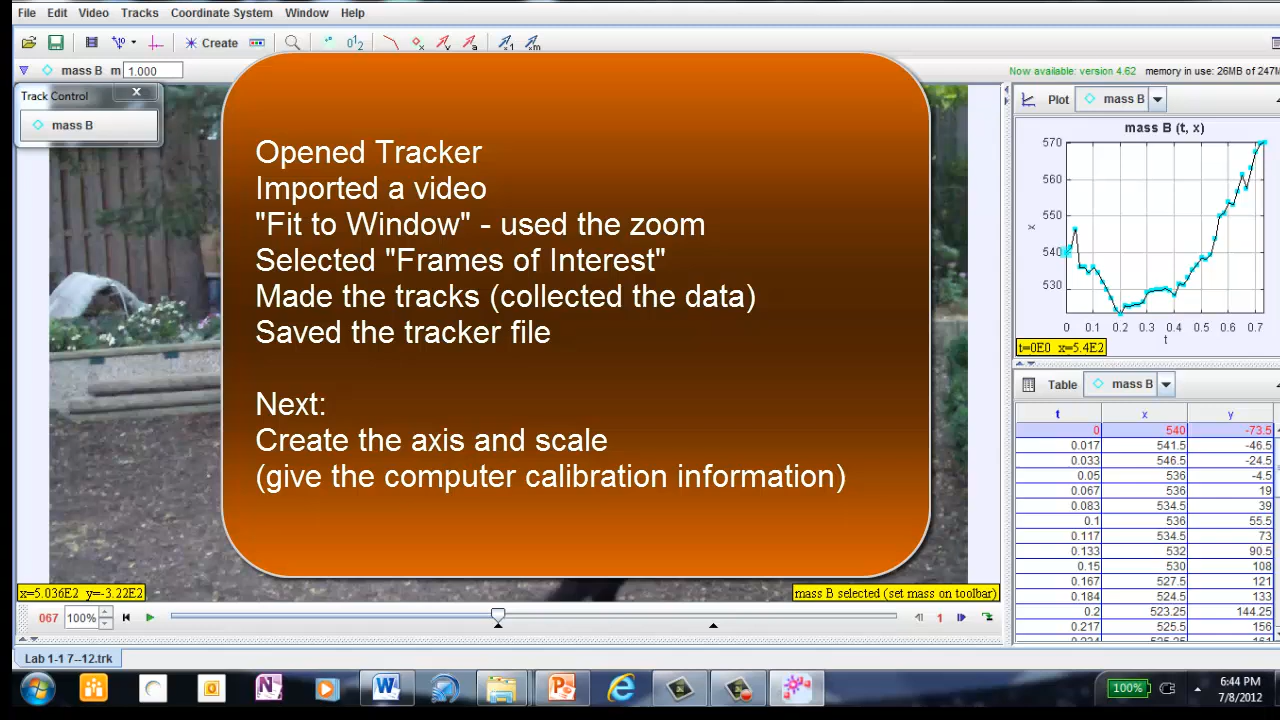 File Edit Video Tracks Coordinate System Window Help
Create
mass B m 1.000
Now available: version 4.62 memory in use: 26MB of 247M
Track Control
mass B
Opened Tracker
Imported a video
"Fit to Window" - used the zoom
Selected "Frames of Interest"
Made the tracks (collected the data)
Saved the tracker file
Next:
Create the axis and scale
(give the computer calibration information)
Plot mass B
mass B (t, x)
570
560
550
540
530
x
0 0.1 0.2 0.3 0.4 0.5 0.6 0.7
t
t=0E0 x=5.4E2
Table mass B
t x y
0 540 -73.5
0.017 541.5 -46.5
0.033 546.5 -24.5
0.05 536 -4.5
0.067 536 19
0.083 534.5 39
0.1 536 55.5
0.117 534.5 73
0.133 532 90.5
0.15 530 108
0.167 527.5 121
0.184 524.5 133
0.2 523.25 144.25
0.217 525.5 156
x=5.036E2 y=-3.22E2
mass B selected (set mass on toolbar)
067 100% 1
Lab 1-1 7--12.trk
100%
6:44 PM
7/8/2012